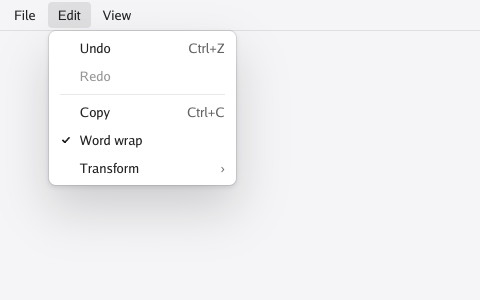 File Edit View
Undo Ctrl+Z
Redo
Copy Ctrl+C
Word wrap
Transform